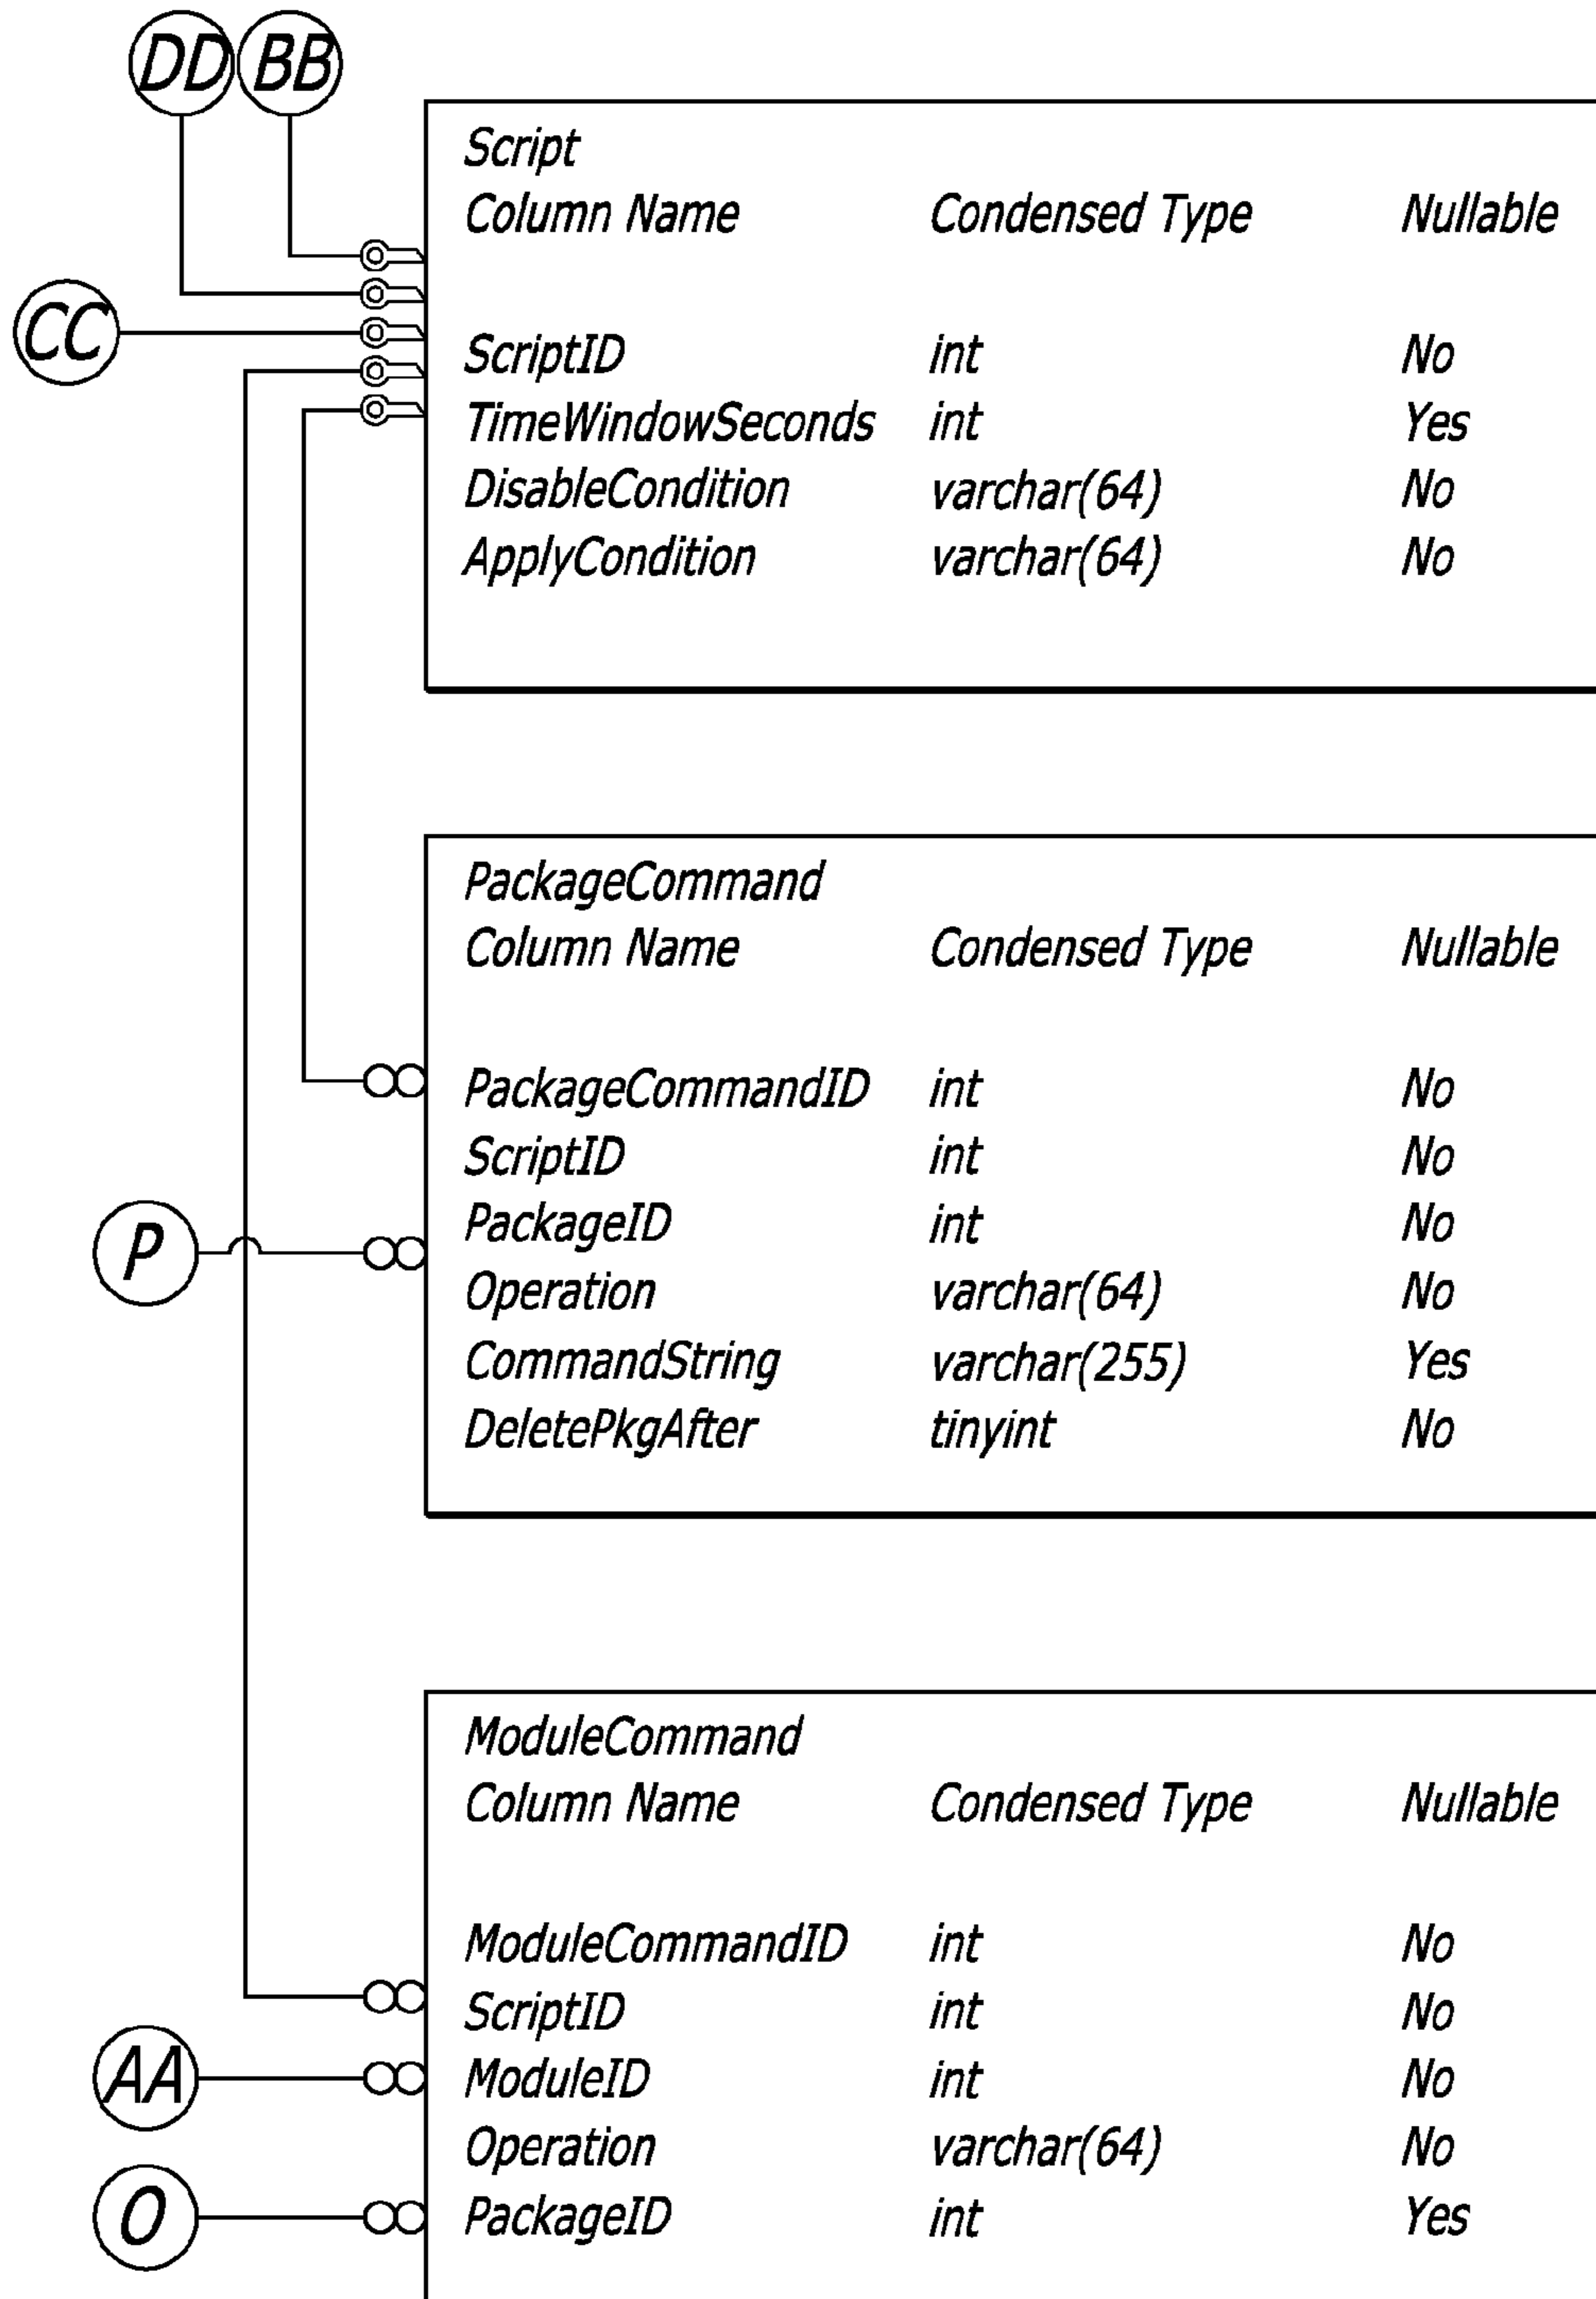 DD BB
Script
Column Name Condensed Type Nullable
CC
ScriptID int No
TimeWindowSeconds int Yes
DisableCondition varchar(64) No
ApplyCondition varchar(64) No
PackageCommand
Column Name Condensed Type Nullable
PackageCommandID int No
ScriptID int No
PackageID int No
P
Operation varchar(64) No
CommandString varchar(255) Yes
DeletePkgAfter tinyint No
ModuleCommand
Column Name Condensed Type Nullable
ModuleCommandID int No
ScriptID int No
AA
ModuleID int No
Operation varchar(64) No
O
PackageID int Yes